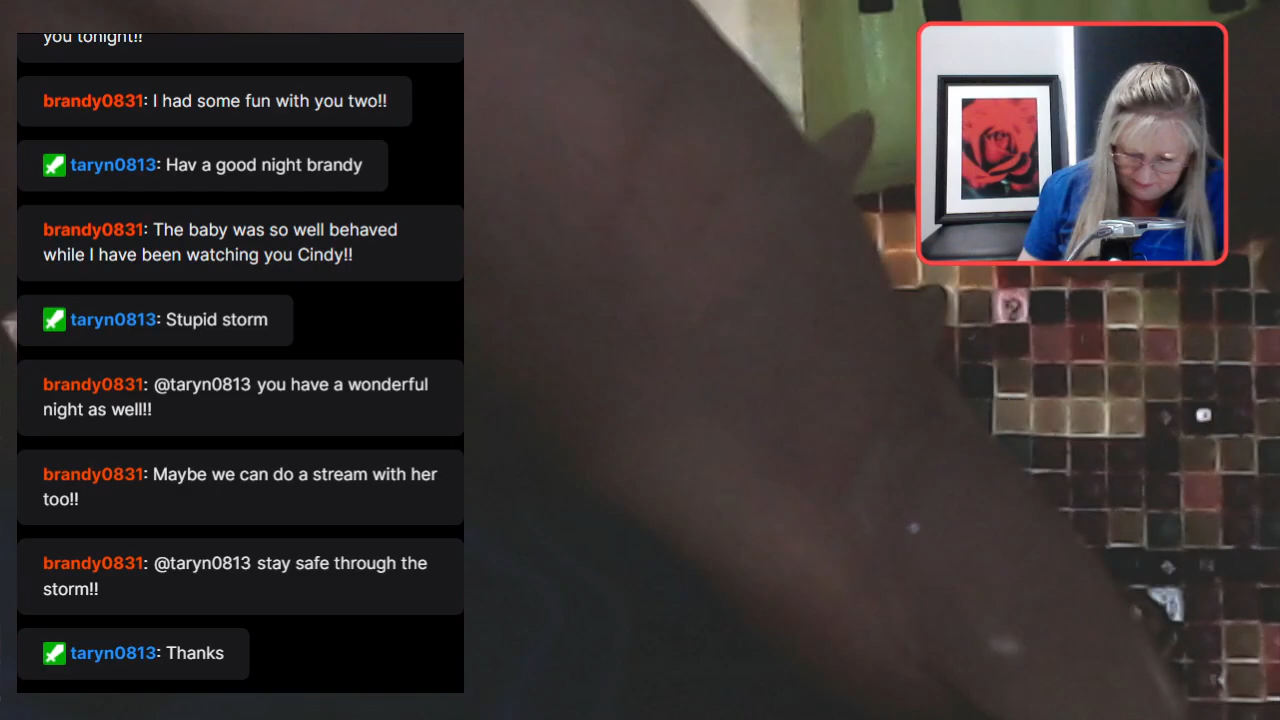 you tonight!!
brandy0831: I had some fun with you two!!
taryn0813: Hav a good night brandy
brandy0831: The baby was so well behaved
while I have been watching you Cindy!!
taryn0813: Stupid storm
brandy0831: @taryn0813 you have a wonderful
night as well!!
brandy0831: Maybe we can do a stream with her
too!!
brandy0831: @taryn0813 stay safe through the
storm!!
taryn0813: Thanks
?